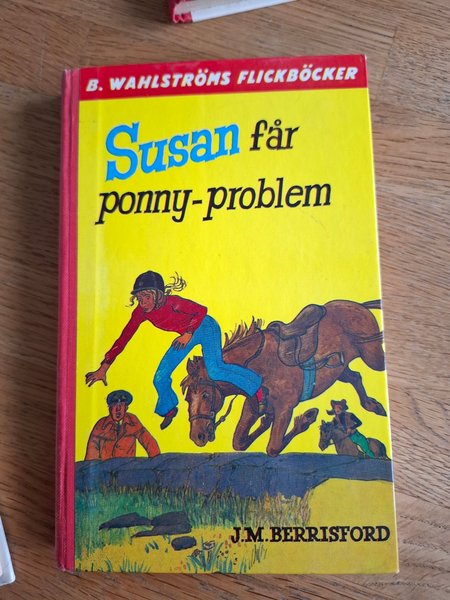 B. WAHLSTRÖMS FLICKBÖCKER
Susan får
ponny-problem
J.M. BERRISFORD